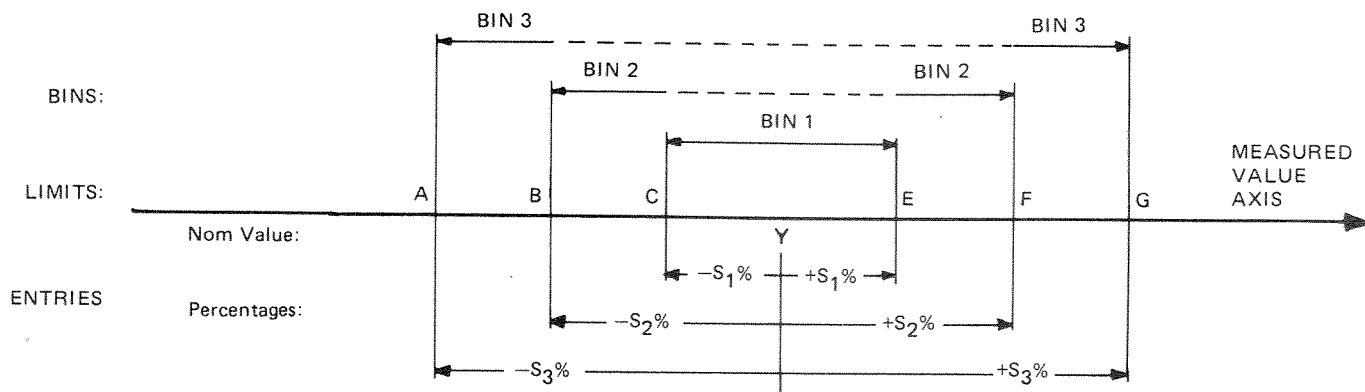 BIN 3 BIN 3
BIN 2 BIN 2
BINS:
BIN 1
MEASURED
VALUE
AXIS
LIMITS: A B C E F G
Nom Value: Y
−S1% +S1%
ENTRIES
Percentages:
−S2% +S2%
−S3% +S3%